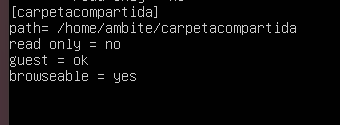 [carpetacompartida]
path= /home/ambite/carpetacompartida
read only = no
guest = ok
browseable = yes